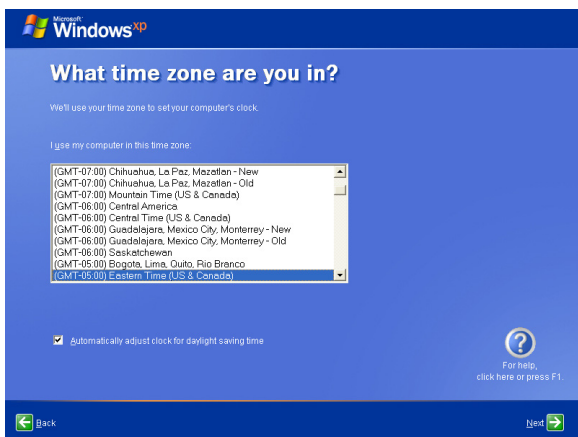 Microsoft
Windows xp
What time zone are you in?
We'll use your time zone to set your computer's clock.
I use my computer in this time zone:
(GMT-07:00) Chihuahua, La Paz, Mazatlan - New
(GMT-07:00) Chihuahua, La Paz, Mazatlan - Old
(GMT-07:00) Mountain Time (US & Canada)
(GMT-06:00) Central America
(GMT-06:00) Central Time (US & Canada)
(GMT-06:00) Guadalajara, Mexico City, Monterrey - New
(GMT-06:00) Guadalajara, Mexico City, Monterrey - Old
(GMT-06:00) Saskatchewan
(GMT-05:00) Bogota, Lima, Quito, Rio Branco
(GMT-05:00) Eastern Time (US & Canada)
Automatically adjust clock for daylight saving time
?
For help,
click here or press F1.
Back
Next